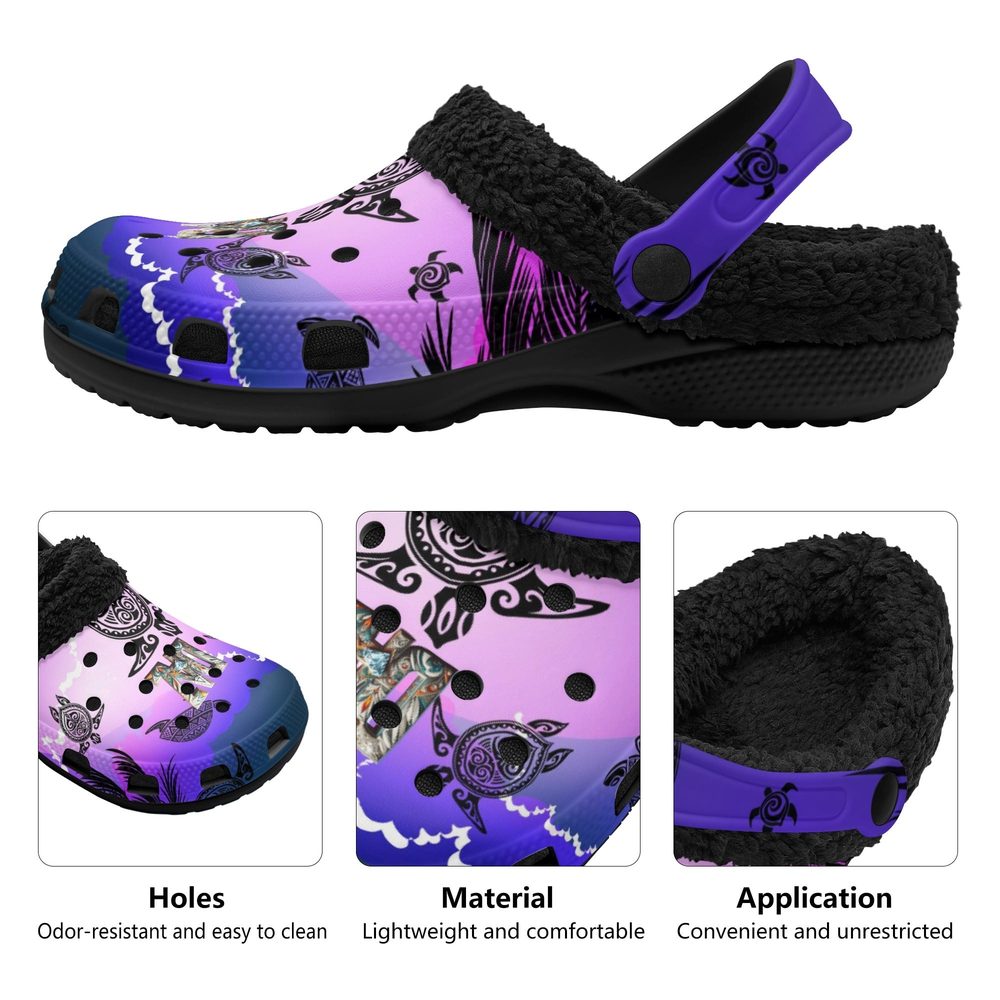 Holes
Odor-resistant and easy to clean
Material
Lightweight and comfortable
Application
Convenient and unrestricted